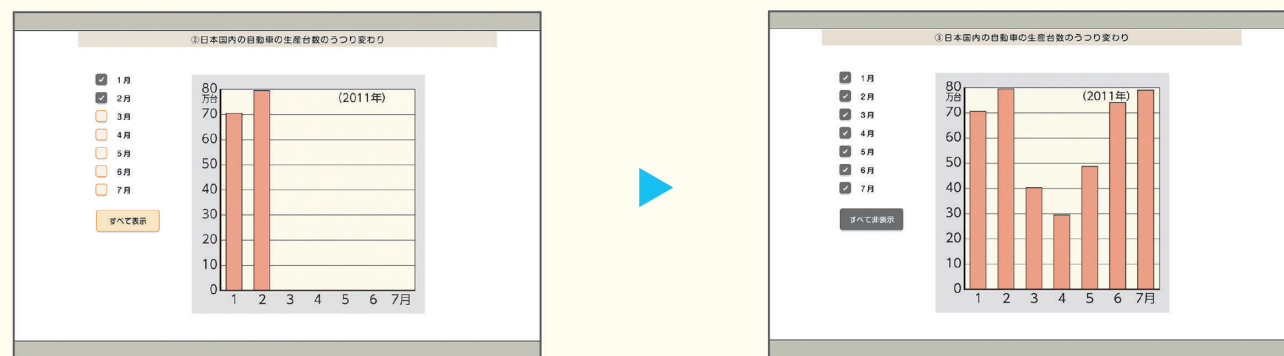 ③日本国内の自動車の生産台数のうつり変わり
1月
2月
3月
4月
5月
6月
7月
すべて表示
80
万台
70
60
50
40
30
20
10
0
(2011年)
1 2 3 4 5 6 7月
③日本国内の自動車の生産台数のうつり変わり
1月
2月
3月
4月
5月
6月
7月
すべて非表示
80
万台
70
60
50
40
30
20
10
0
(2011年)
1 2 3 4 5 6 7月